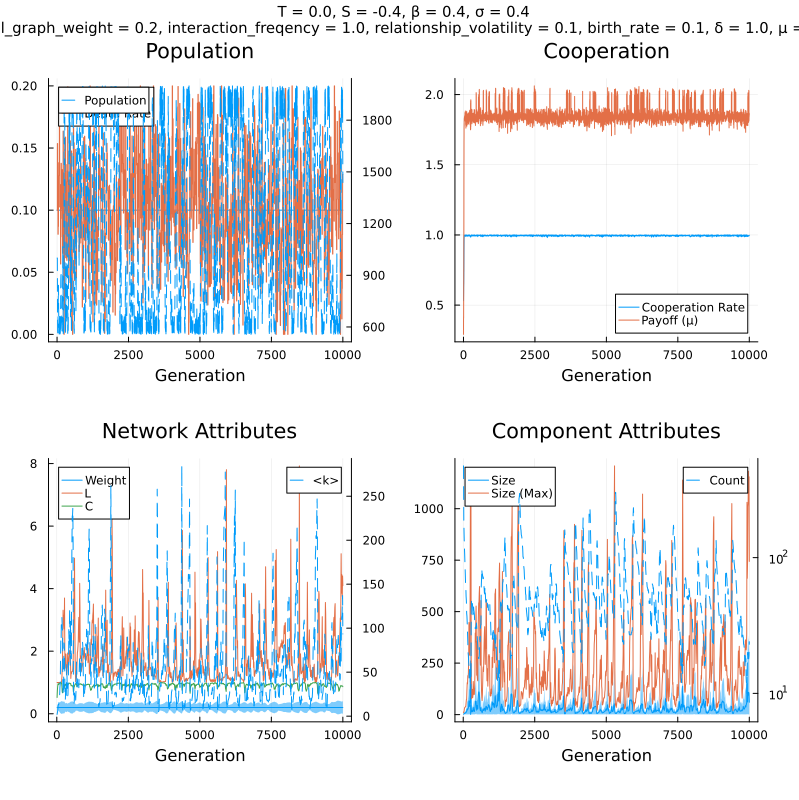 T = 0.0, S = -0.4, β = 0.4, σ = 0.4
l_graph_weight = 0.2, interaction_freqency = 1.0, relationship_volatility = 0.1, birth_rate = 0.1, δ = 1.0, μ =
Population
Cooperation
0.20
0.15
0.10
0.05
0.00
Population
1800
1500
1200
900
600
0 2500 5000 7500 10000
Generation
2.0
1.5
1.0
0.5
Cooperation Rate
Payoff (μ)
0 2500 5000 7500 10000
Generation
Network Attributes
Component Attributes
8
6
4
2
0
Weight
L
C
<k>
250
200
150
100
50
0
0 2500 5000 7500 10000
Generation
1000
750
500
250
0
Size
Size (Max)
Count
10²
10¹
0 2500 5000 7500 10000
Generation